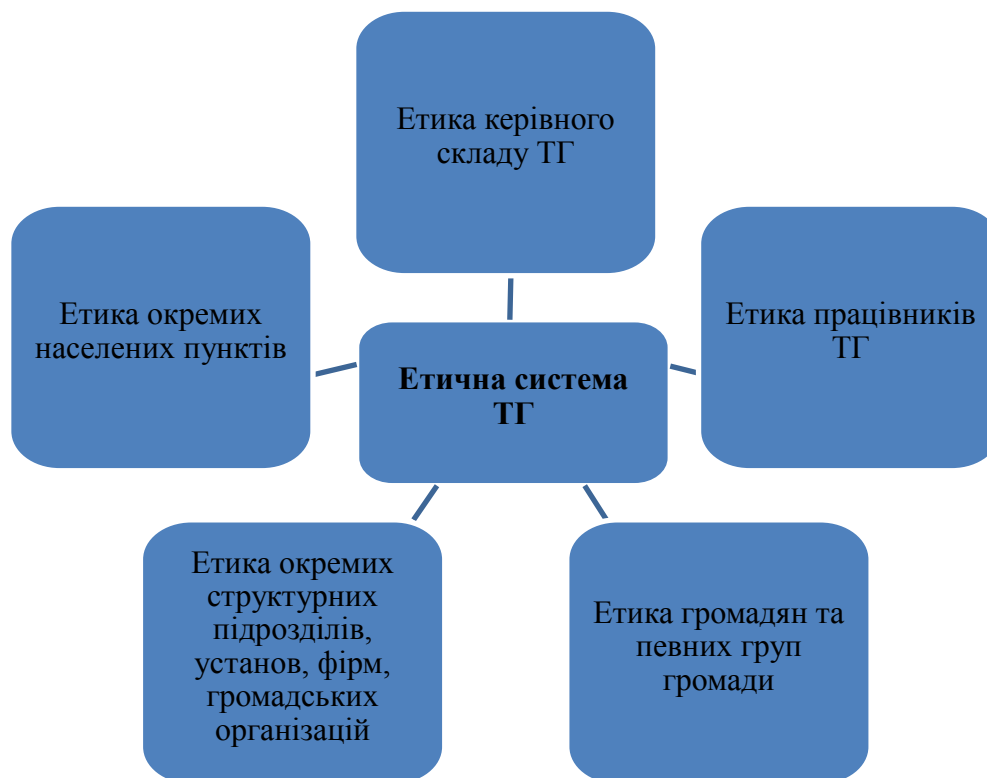 Етика керівного
складу ТГ
Етика окремих
населених пунктів
Етика працівників
ТГ
Етична система
ТГ
Етика окремих
структурних
підрозділів,
установ, фірм,
громадських
організацій
Етика громадян та
певних груп
громади